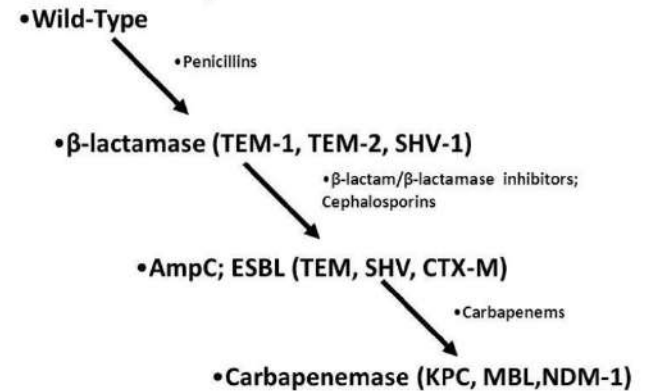 •Wild-Type
•Penicillins
•β-lactamase (TEM-1, TEM-2, SHV-1)
•β-lactam/β-lactamase inhibitors;
Cephalosporins
•AmpC; ESBL (TEM, SHV, CTX-M)
•Carbapenems
•Carbapenemase (KPC, MBL,NDM-1)